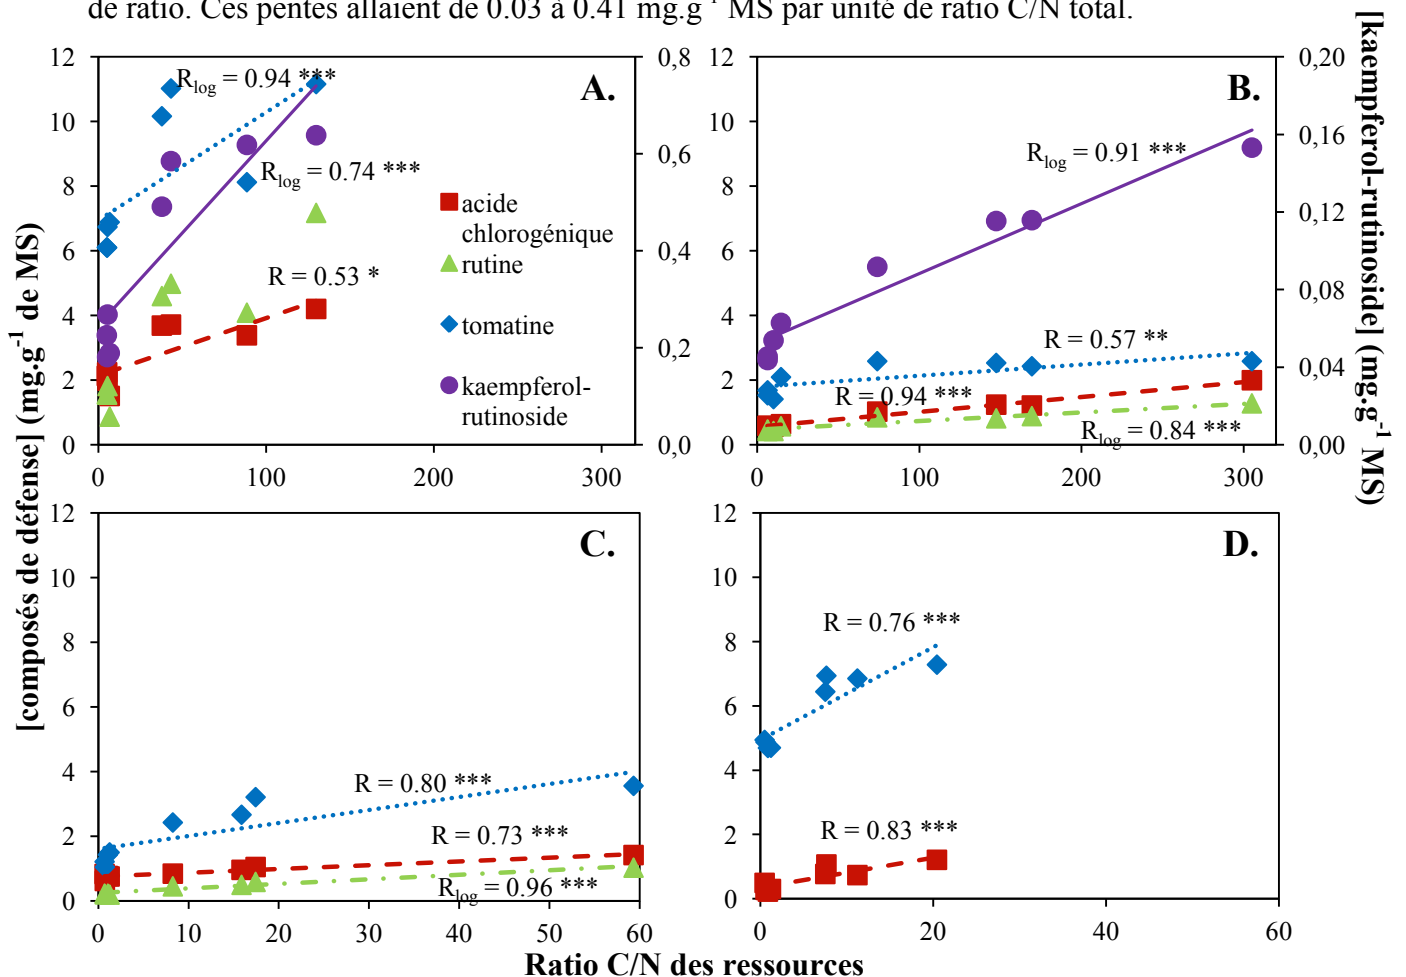 de ratio. Ces pentes allaient de 0.03 à 0.41 mg.g⁻¹ MS par unité de ratio C/N total.
[composés de défense] (mg.g⁻¹ de MS)
[kaempferol-rutinoside] (mg.g⁻¹ MS)
A.
12
10
8
6
4
2
0
0,8
0,6
0,4
0,2
0,0
0 100 200 300
R_log = 0.94 ***
R_log = 0.74 ***
R = 0.53 *
acide
chlorogénique
rutine
tomatine
kaempferol-
rutinoside
B.
12
10
8
6
4
2
0
0,20
0,16
0,12
0,08
0,04
0,00
0 100 200 300
R_log = 0.91 ***
R = 0.57 **
R = 0.94 ***
R_log = 0.84 ***
C.
12
10
8
6
4
2
0
0 10 20 30 40 50 60
R = 0.80 ***
R = 0.73 ***
R_log = 0.96 ***
D.
12
10
8
6
4
2
0
0 20 40 60
R = 0.76 ***
R = 0.83 ***
Ratio C/N des ressources